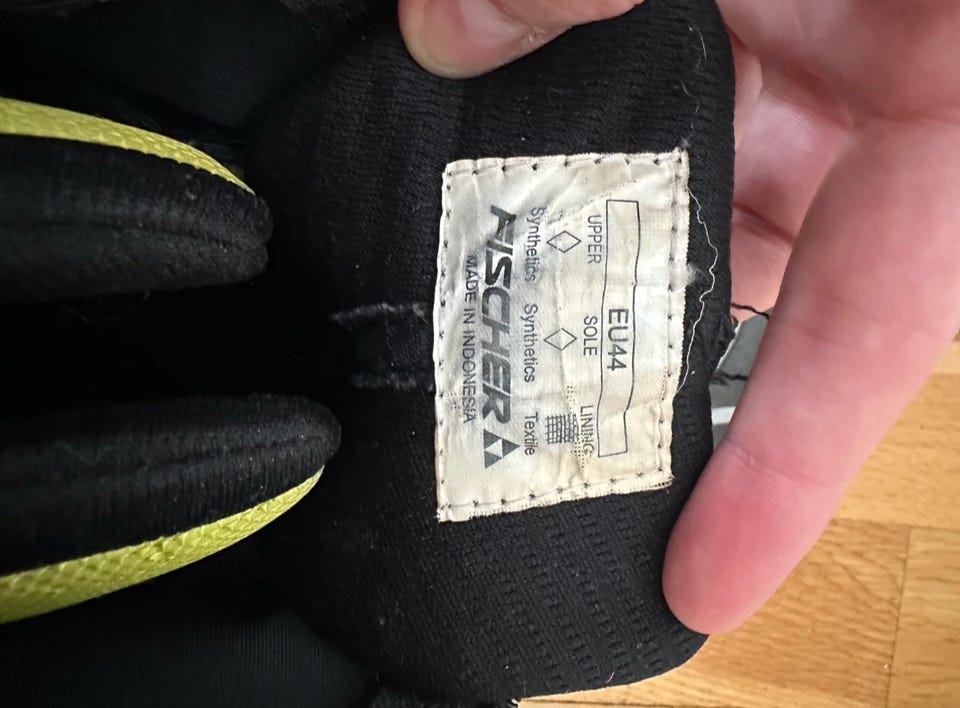 EU44
UPPER SOLE LINING
Synthetics Synthetics Textile
FISCHER
MADE IN INDONESIA